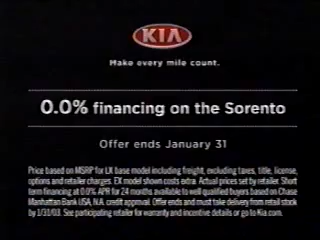 KIA
Make every mile count.
0.0% financing on the Sorento
Offer ends January 31
Price based on MSRP for LX base model including freight, excluding taxes, title, license,
options and retailer charges. EX model shown costs extra. Actual prices set by retailer. Short
term financing at 0.0% APR for 24 months available to well qualified buyers based on Chase
Manhattan Bank USA, N.A. credit approval. Offer ends and must take delivery from retail stock
by 1/31/03. See participating retailer for warranty and incentive details or go to Kia.com.